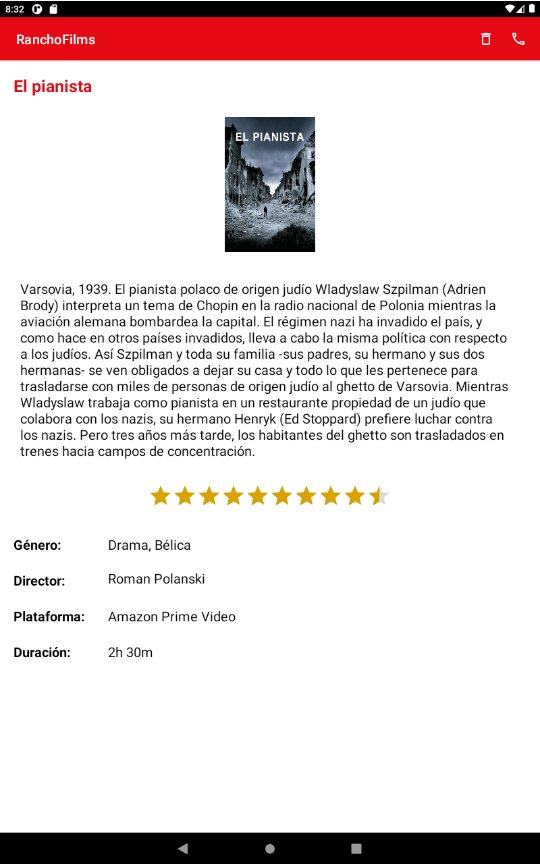 8:32
RanchoFilms
El pianista
EL PIANISTA
Varsovia, 1939. El pianista polaco de origen judío Wladyslaw Szpilman (Adrien
Brody) interpreta un tema de Chopin en la radio nacional de Polonia mientras la
aviación alemana bombardea la capital. El régimen nazi ha invadido el país, y
como hace en otros países invadidos, lleva a cabo la misma política con respecto
a los judíos. Así Szpilman y toda su familia -sus padres, su hermano y sus dos
hermanas- se ven obligados a dejar su casa y todo lo que les pertenece para
trasladarse con miles de personas de origen judío al ghetto de Varsovia. Mientras
Wladyslaw trabaja como pianista en un restaurante propiedad de un judío que
colabora con los nazis, su hermano Henryk (Ed Stoppard) prefiere luchar contra
los nazis. Pero tres años más tarde, los habitantes del ghetto son trasladados en
trenes hacia campos de concentración.
Género: Drama, Bélica
Director: Roman Polanski
Plataforma: Amazon Prime Video
Duración: 2h 30m